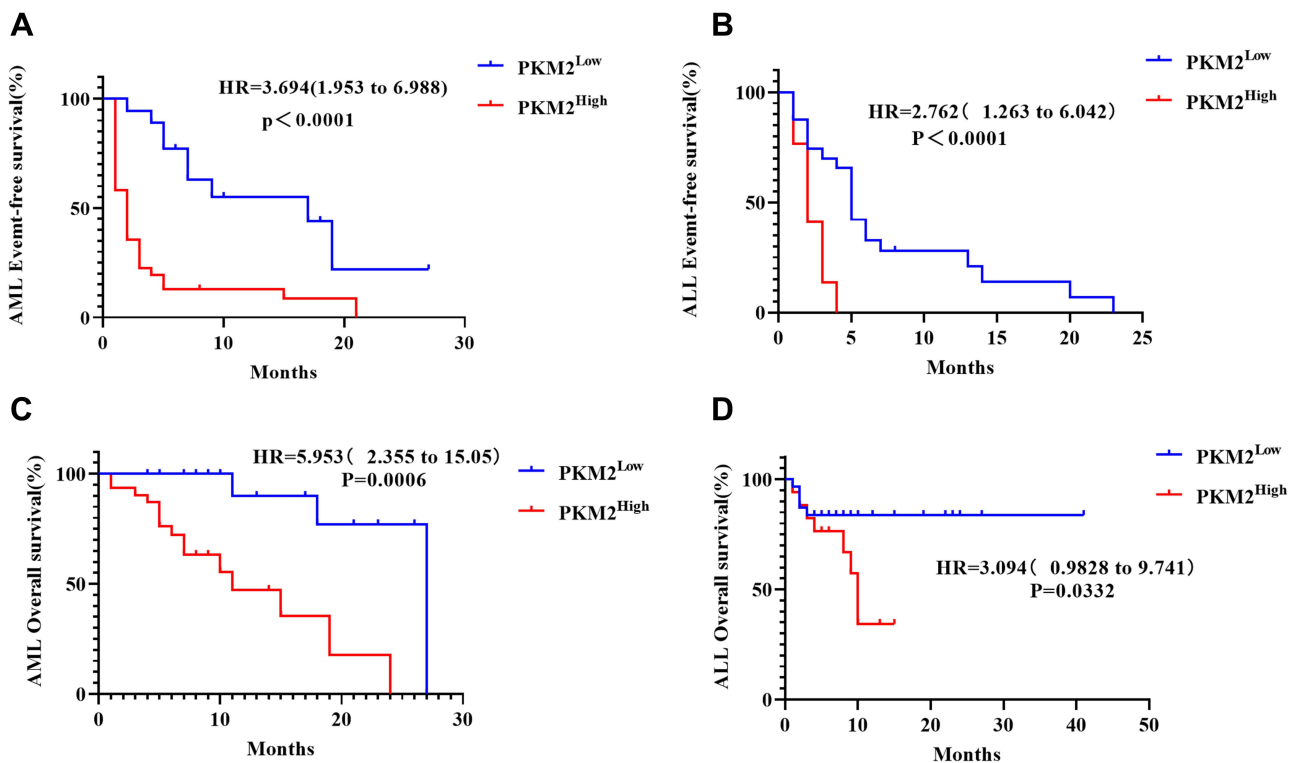 A
PKM2Low
PKM2High
HR=3.694(1.953 to 6.988)
p＜0.0001
AML Evemt-free survival(%)
100
50
0
0 10 20 30
Months
B
PKM2Low
PKM2High
HR=2.762( 1.263 to 6.042)
P＜0.0001
ALL Evemt-free survival(%)
100
50
0
0 5 10 15 20 25
Months
C
HR=5.953( 2.355 to 15.05)
P=0.0006
PKM2Low
PKM2High
AML Overall survival(%)
100
50
0
0 10 20 30
Months
D
PKM2Low
PKM2High
HR=3.094( 0.9828 to 9.741)
P=0.0332
ALL Overall survival(%)
100
50
0
0 10 20 30 40 50
Months